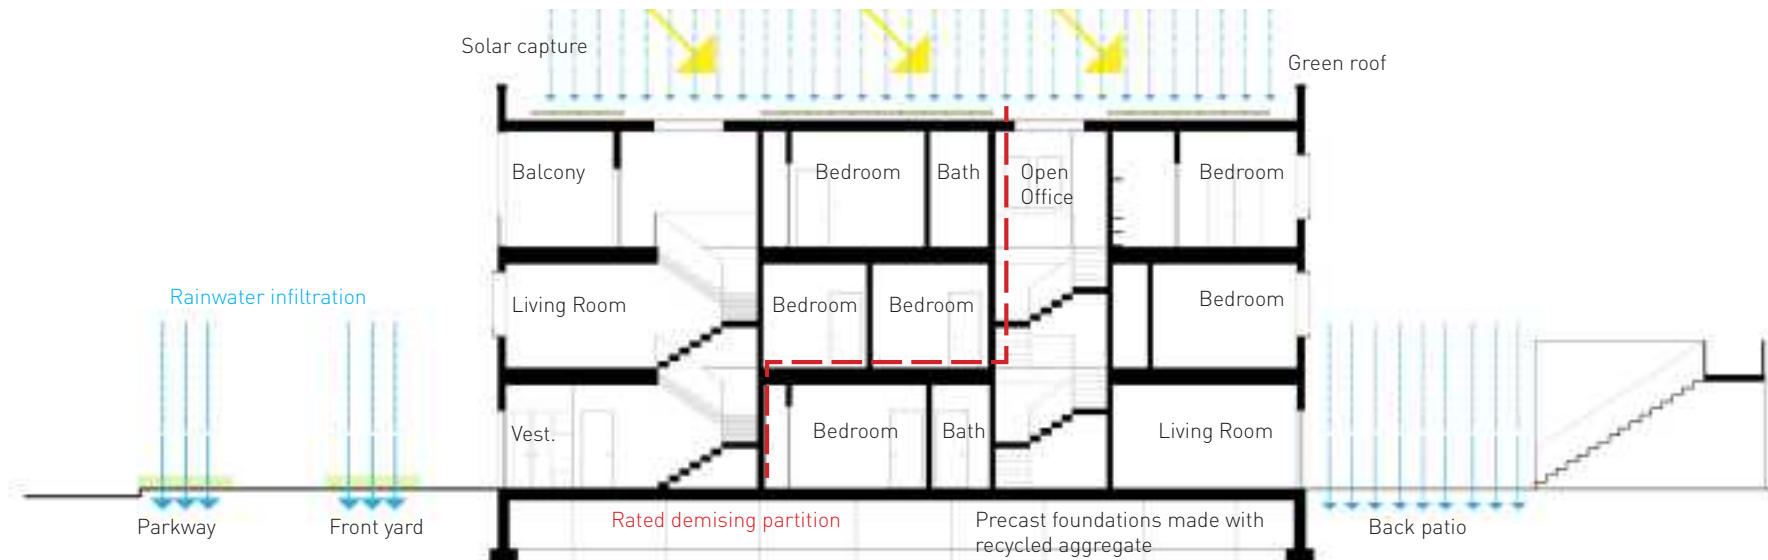 Solar capture
Green roof
Balcony
Bedroom
Bath
Open
Office
Bedroom
Rainwater infiltration
Living Room
Bedroom
Bedroom
Bedroom
Vest.
Bedroom
Bath
Living Room
Parkway
Front yard
Rated demising partition
Precast foundations made with
recycled aggregate
Back patio